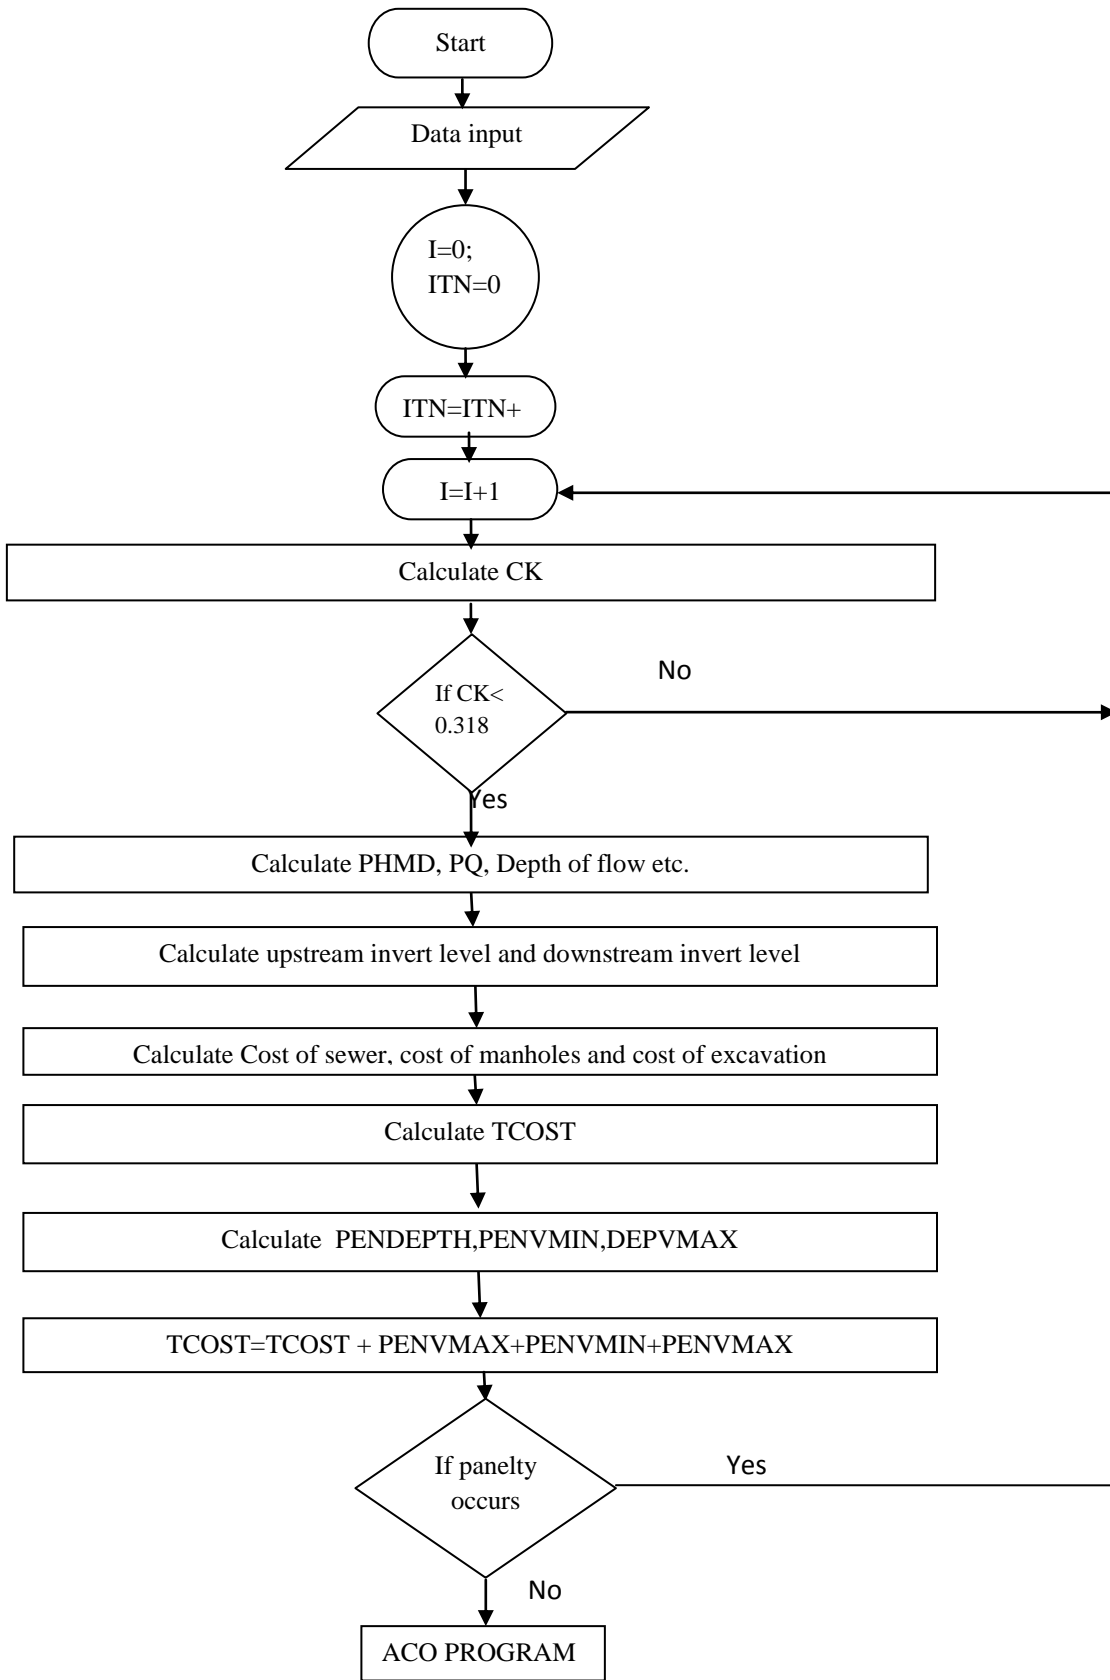 Start
Data input
I=0;
ITN=0
ITN=ITN+
I=I+1
Calculate CK
If CK<
0.318
No
Yes
Calculate PHMD, PQ, Depth of flow etc.
Calculate upstream invert level and downstream invert level
Calculate Cost of sewer, cost of manholes and cost of excavation
Calculate TCOST
Calculate  PENDEPTH,PENVMIN,DEPVMAX
TCOST=TCOST + PENVMAX+PENVMIN+PENVMAX
If panelty
occurs
Yes
No
ACO PROGRAM